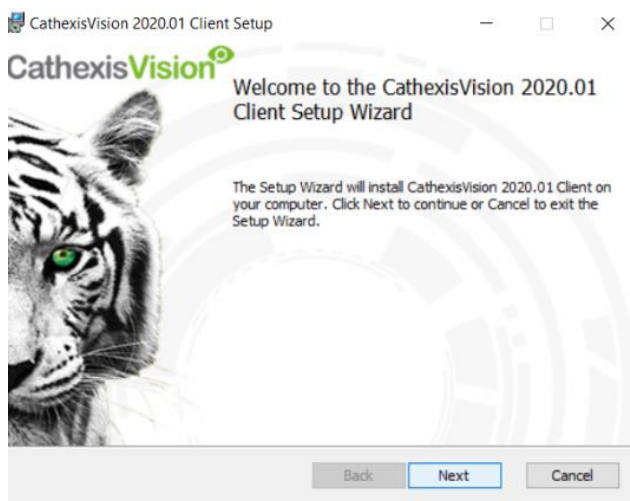 CathexisVision 2020.01 Client Setup
CathexisVision
Welcome to the CathexisVision 2020.01
Client Setup Wizard
The Setup Wizard will install CathexisVision 2020.01 Client on
your computer. Click Next to continue or Cancel to exit the
Setup Wizard.
Back Next Cancel